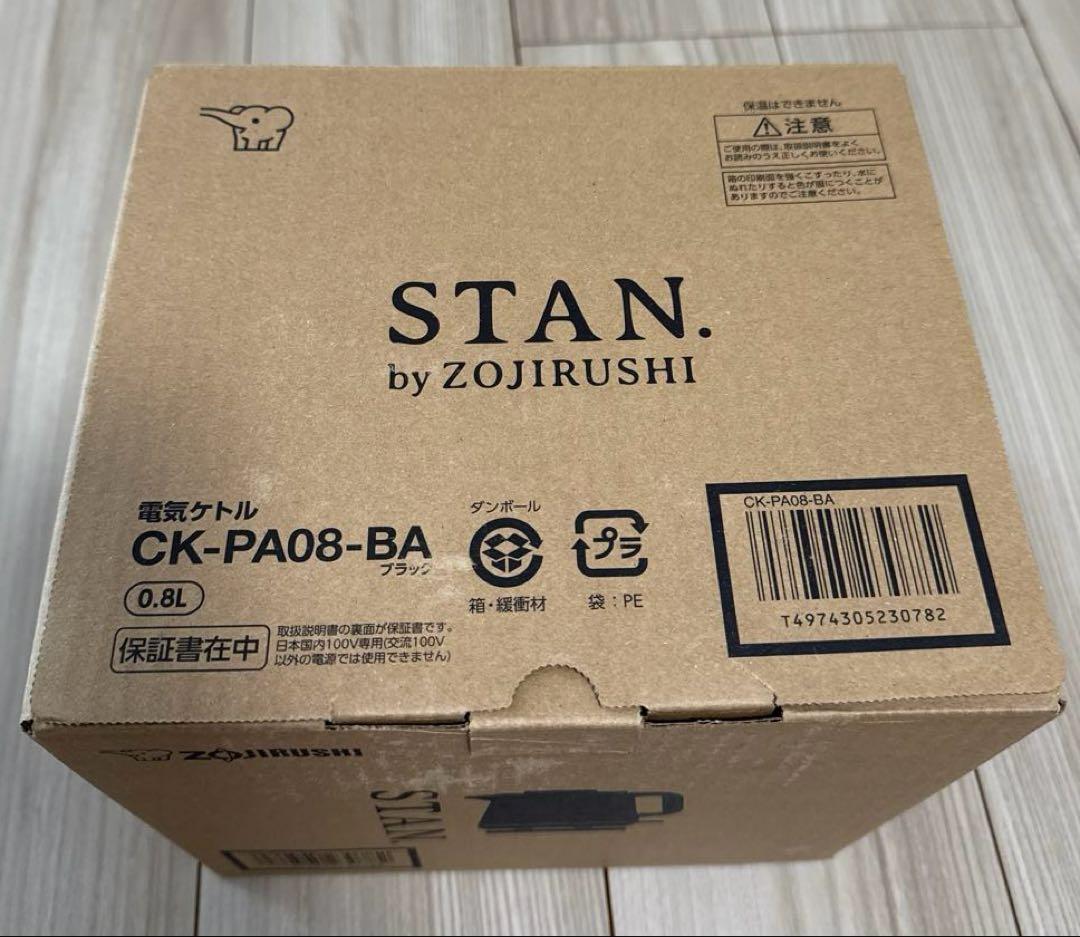 保温はできません
注意
ご使用の際は、取扱説明書をよく
お読みのうえ正しくお使いください。
箱の印刷面を強くこすったり、水に
ぬれたりすると色が服につくことが
ありますのでご注意ください。
STAN.
by ZOJIRUSHI
電気ケトル
CK-PA08-BA
ブラック
0.8L
保証書在中
取扱説明書の裏面が保証書です。
日本国内100V専用(交流100V
以外の電源では使用できません)
ダンボール
箱・緩衝材
プラ
袋：PE
CK-PA08-BA
T4974305230782
ZOJIRUSHI
STAN.